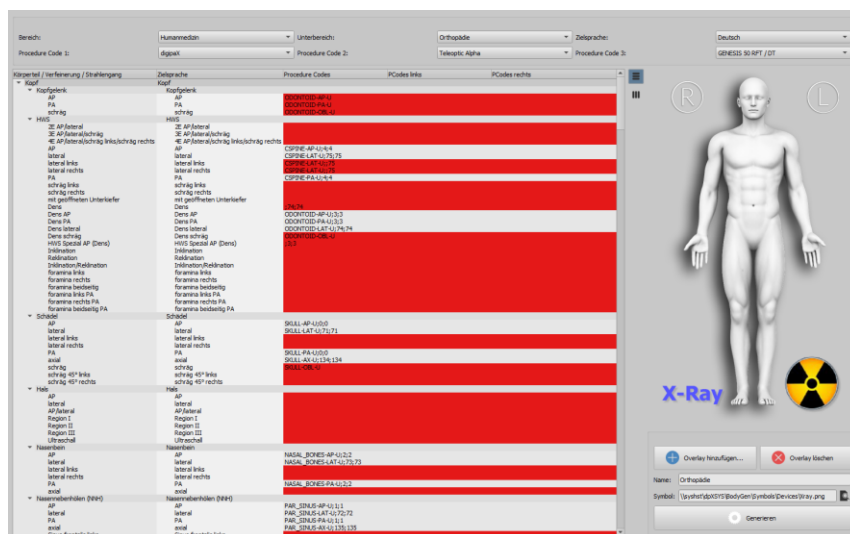 Bereich: Humanmedizin Unterbereich: Orthopädie Zielsprache: Deutsch
Procedure Code 1: digipaX Procedure Code 2: Teleoptic Alpha Procedure Code 3: GENESIS 50 RFT / DT
Körperteil / Verfeinerung / Strahlengang Zielsprache Procedure Codes PCodes links PCodes rechts
Kopf Kopf
Kopfgelenk Kopfgelenk
AP AP ODONTOID-AP-U
PA PA ODONTOID-PA-U
schräg schräg ODONTOID-OBL-U
HWS HWS
2E AP/lateral 2E AP/lateral
3E AP/lateral/schräg 3E AP/lateral/schräg
4E AP/lateral/schräg links/schräg rechts 4E AP/lateral/schräg links/schräg rechts
AP AP CSPINE-AP-U;4;4
lateral lateral CSPINE-LAT-U;75;75
lateral links lateral links CSPINE-LAT-U;75
lateral rechts lateral rechts CSPINE-LAT-U;75
PA PA CSPINE-PA-U;4;4
schräg links schräg links
schräg rechts schräg rechts
mit geöffneten Unterkiefer mit geöffneten Unterkiefer
Dens Dens ;74;74
Dens AP Dens AP ODONTOID-AP-U;3;3
Dens PA Dens PA ODONTOID-PA-U;3;3
Dens lateral Dens lateral ODONTOID-LAT-U;74;74
Dens schräg Dens schräg ODONTOID-OBL-U
HWS Spezial AP (Dens) HWS Spezial AP (Dens) ;3;3
Inklination Inklination
Reklination Reklination
Inklination/Reklination Inklination/Reklination
foramina links foramina links
foramina rechts foramina rechts
foramina beidseitig foramina beidseitig
foramina links PA foramina links PA
foramina rechts PA foramina rechts PA
foramina beidseitig PA foramina beidseitig PA
Schädel Schädel
AP AP SKULL-AP-U;0;0
lateral lateral SKULL-LAT-U;71;71
lateral links lateral links
lateral rechts lateral rechts
PA PA SKULL-PA-U;0;0
axial axial SKULL-AX-U;134;134
schräg schräg SKULL-OBL-U
schräg 45° links schräg 45° links
schräg 45° rechts schräg 45° rechts
Hals Hals
AP AP
lateral lateral
AP/lateral AP/lateral
Region I Region I
Region II Region II
Region III Region III
Ultraschall Ultraschall
Nasenbein Nasenbein
AP AP NASAL_BONES-AP-U;2;2
lateral lateral NASAL_BONES-LAT-U;73;73
lateral links lateral links
lateral rechts lateral rechts
PA PA NASAL_BONES-PA-U;2;2
axial axial
Nasennebenhölen (NNH) Nasennebenhölen (NNH)
AP AP PAR_SINUS-AP-U;1;1
lateral lateral PAR_SINUS-LAT-U;72;72
PA PA PAR_SINUS-PA-U;1;1
axial axial PAR_SINUS-AX-U;135;135
R L
X-Ray
Overlay hinzufügen... Overlay löschen
Name: Orthopädie
Symbol: \\syshot\dpXSYS\BodyGen\Symbols\Devices\Xray.png
Generieren